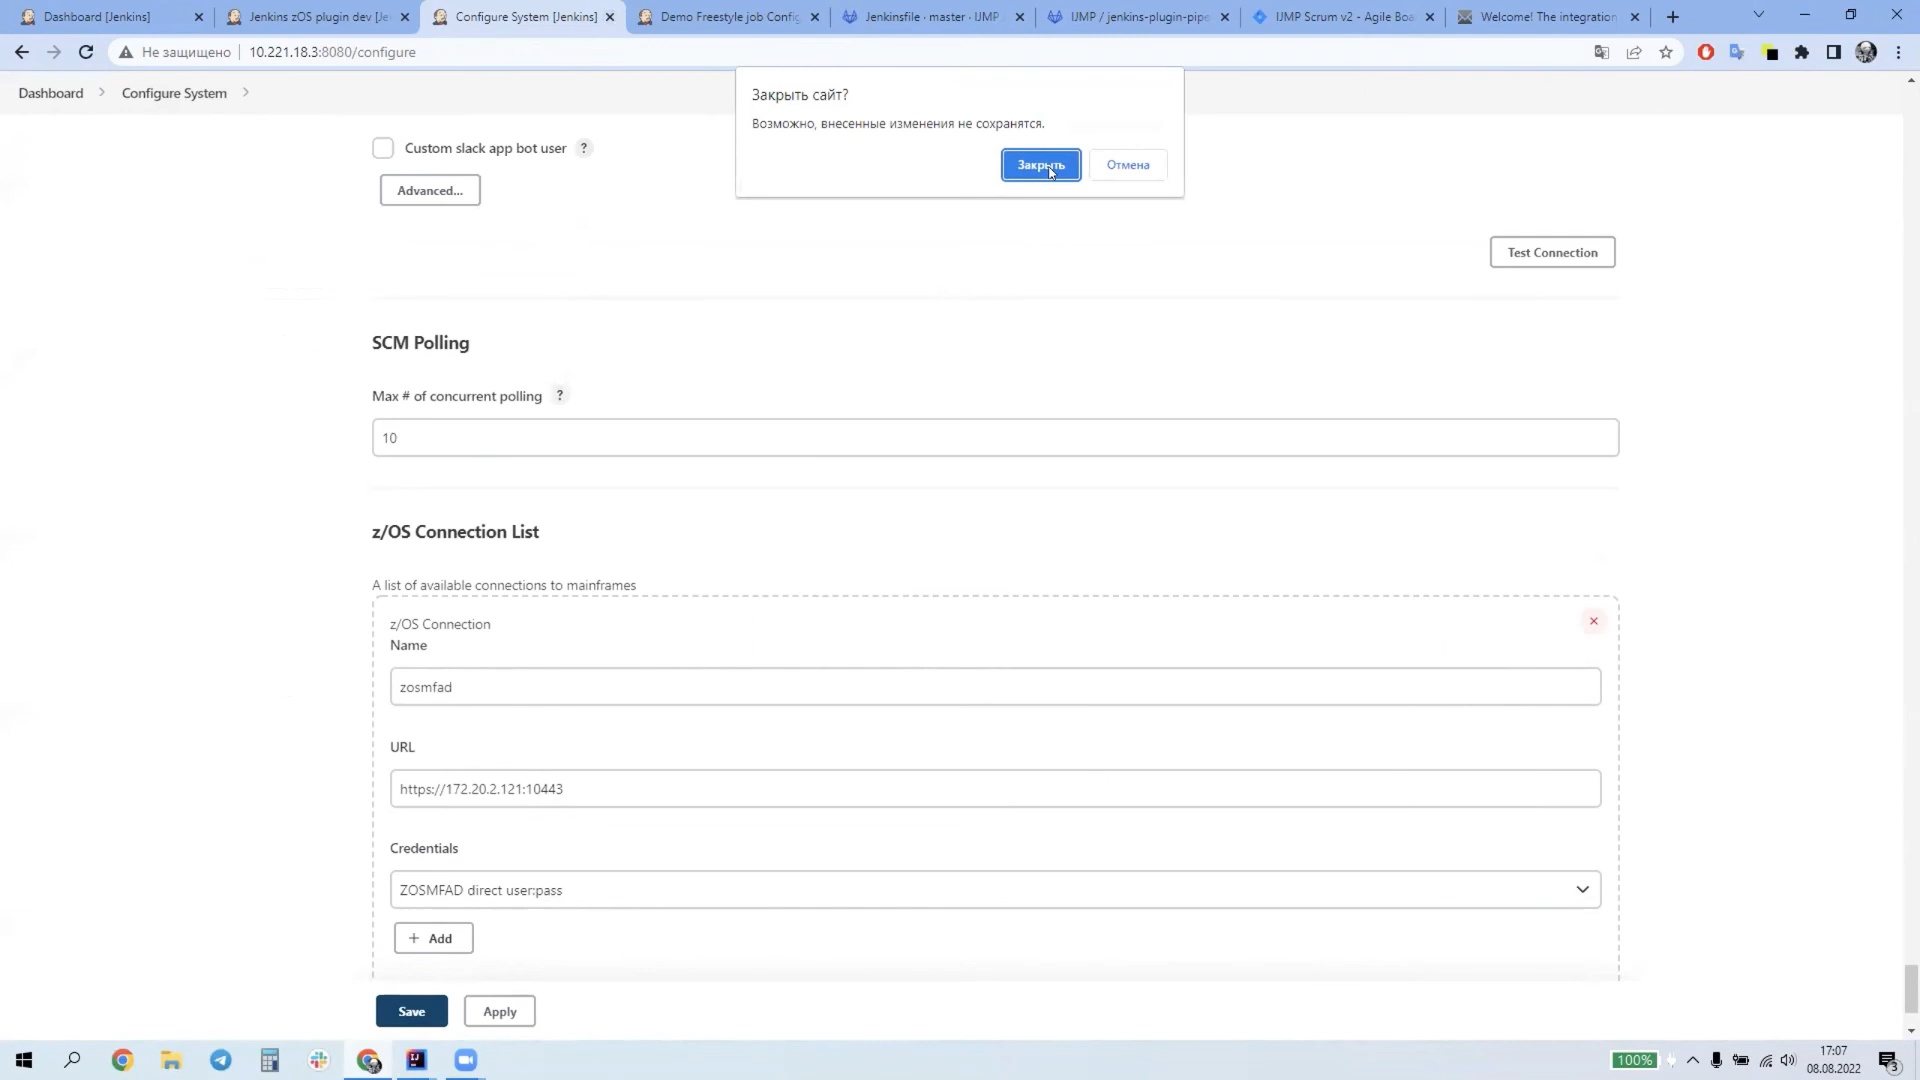 Dashboard [Jenkins]
Jenkins zOS plugin dev [Je
Configure System [Jenkins]
Demo Freestyle job Config
Jenkinsfile · master · IJMP
IJMP / jenkins-plugin-pipe
IJMP Scrum v2 - Agile Boa
Welcome! The integration
Не защищено
10.221.18.3:8080/configure
Dashboard
Configure System
Закрыть сайт?
Возможно, внесенные изменения не сохранятся.
Закрыть
Отмена
Custom slack app bot user ?
Advanced...
Test Connection
SCM Polling
Max # of concurrent polling ?
10
z/OS Connection List
A list of available connections to mainframes
z/OS Connection
Name
zosmfad
URL
https://172.20.2.121:10443
Credentials
ZOSMFAD direct user:pass
+ Add
Save
Apply
100%
17:07
08.08.2022
3